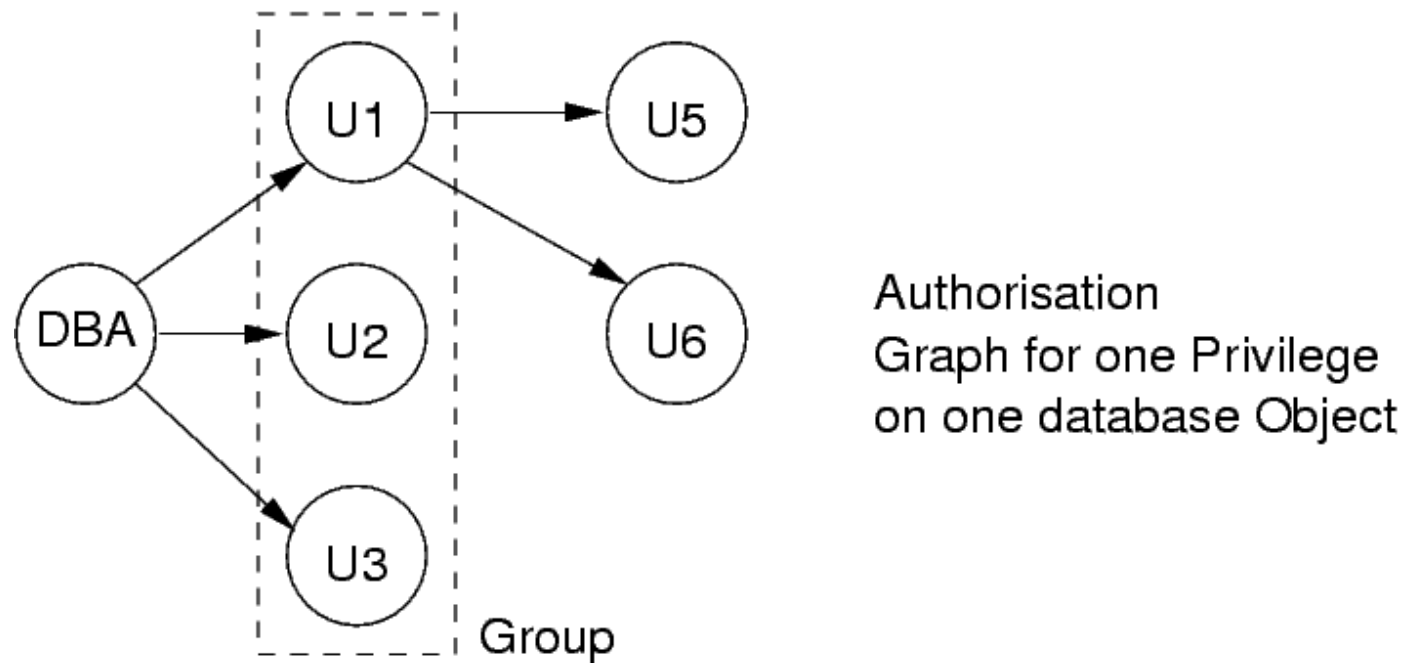 U1
U5
DBA
U2
U6
Authorisation
Graph for one Privilege
on one database Object
U3
Group